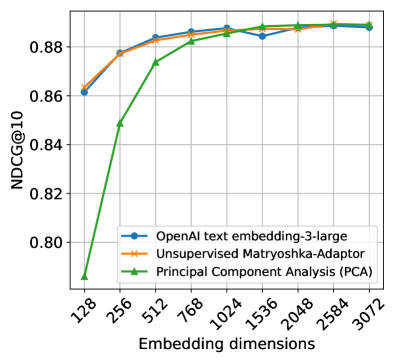 NDCG@10
0.88
0.86
0.84
0.82
0.80
OpenAI text embedding-3-large
Unsupervised Matryoshka-Adaptor
Principal Component Analysis (PCA)
128
256
512
768
1024
1536
2048
2584
3072
Embedding dimensions